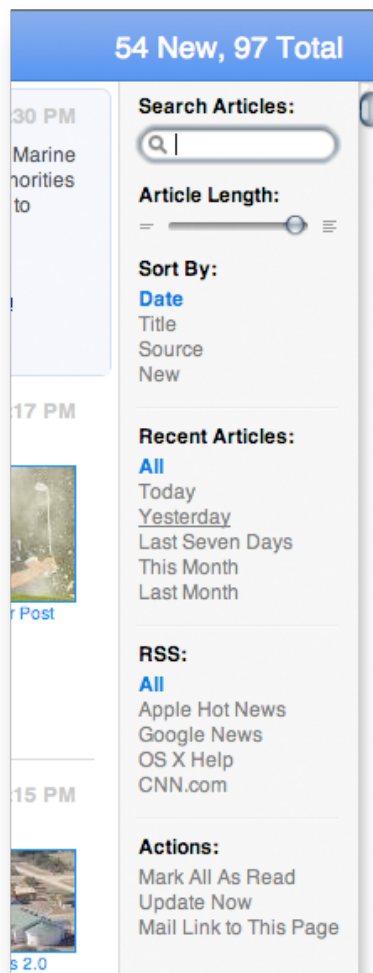 54 New, 97 Total
:30 PM
Marine
norities
to
!
:17 PM
r Post
:15 PM
s 2.0
Search Articles:
Article Length:
Sort By:
Date
Title
Source
New
Recent Articles:
All
Today
Yesterday
Last Seven Days
This Month
Last Month
RSS:
All
Apple Hot News
Google News
OS X Help
CNN.com
Actions:
Mark All As Read
Update Now
Mail Link to This Page